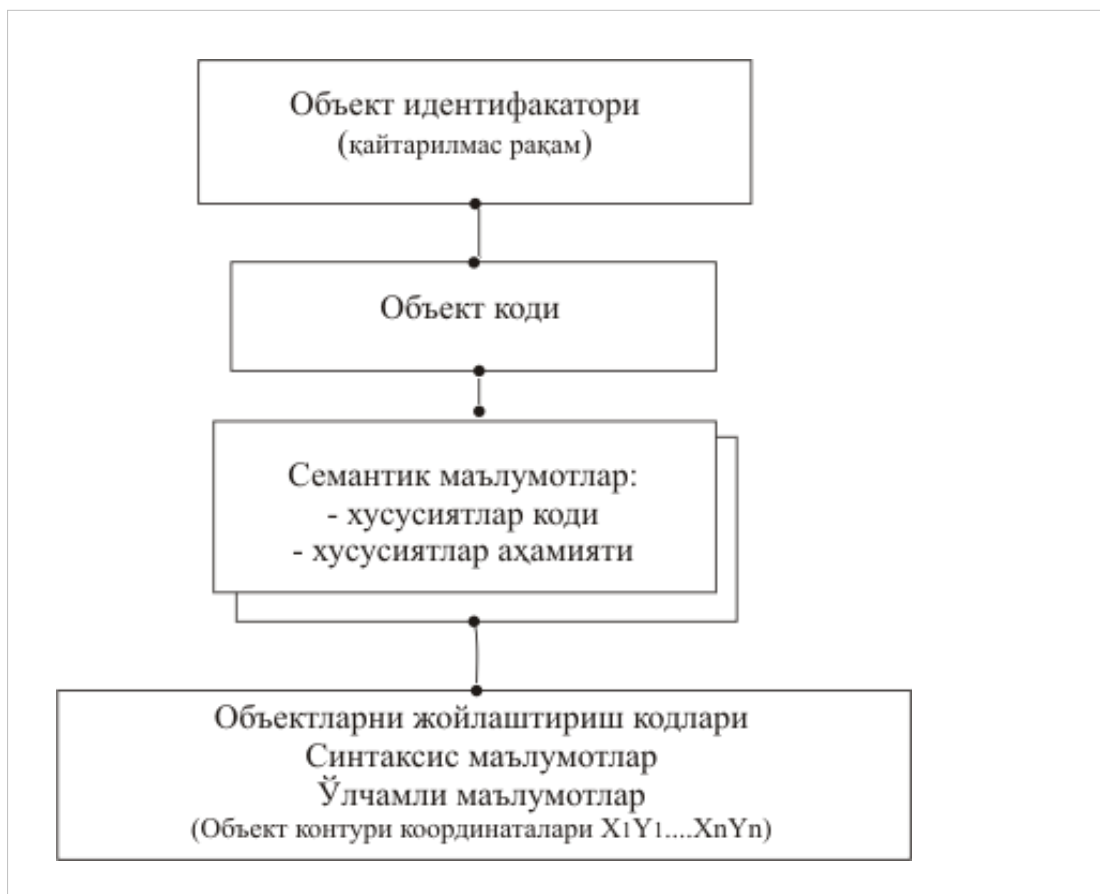 Объект идентифакатори
(қайтарилмас рақам)
Объект коди
Семантик маълумотлар:
- хусусиятлар коди
- хусусиятлар аҳамияти
Объектларни жойлаштириш кодлари
Синтаксис маълумотлар
Ўлчамли маълумотлар
(Объект контури координаталари X1Y1....XnYn)